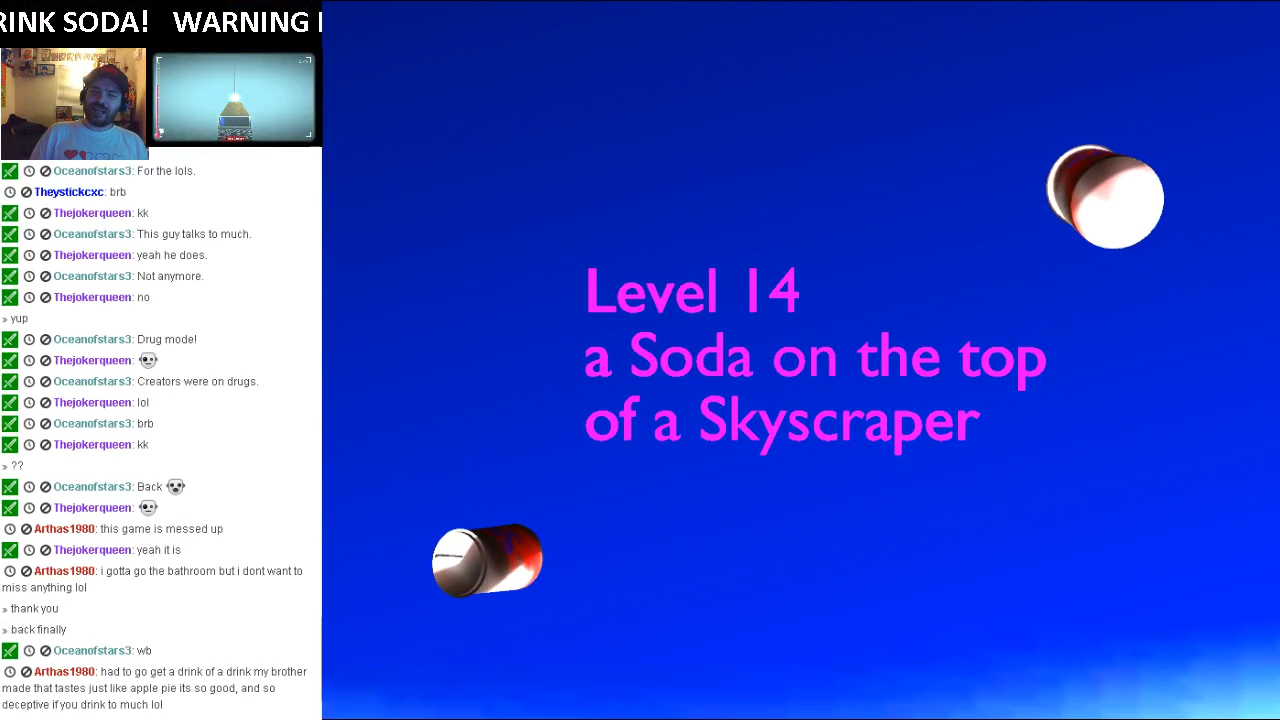 RINK SODA!   WARNING
Oceanofstars3: For the lols.
Theystickcxc: brb
Thejokerqueen: kk
Oceanofstars3: This guy talks to much.
Thejokerqueen: yeah he does.
Oceanofstars3: Not anymore.
Thejokerqueen: no
» yup
Oceanofstars3: Drug mode!
Thejokerqueen:
Oceanofstars3: Creators were on drugs.
Thejokerqueen: lol
Oceanofstars3: brb
Thejokerqueen: kk
» ??
Oceanofstars3: Back
Thejokerqueen:
Arthas1980: this game is messed up
Thejokerqueen: yeah it is
Arthas1980: i gotta go the bathroom but i dont want to
miss anything lol
» thank you
» back finally
Oceanofstars3: wb
Arthas1980: had to go get a drink of a drink my brother
made that tastes just like apple pie its so good, and so
deceptive if you drink to much lol
Level 14
a Soda on the top
of a Skyscraper